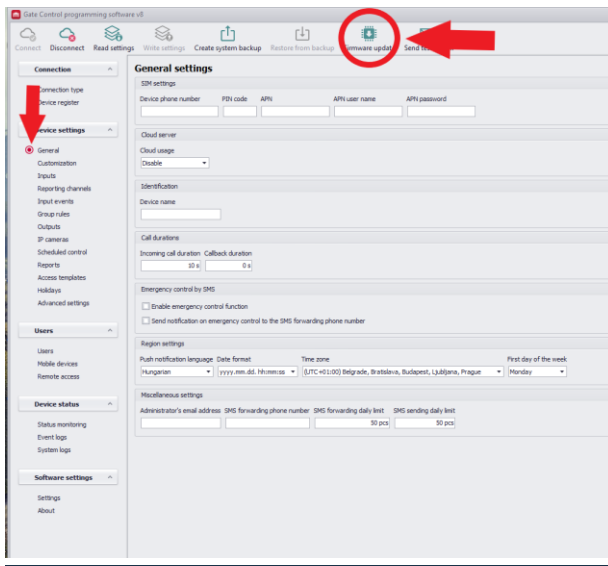 Gate Control programming software v8
Connect Disconnect Read settings Write settings Create system backup Restore from backup Firmware update Send
Connection
Connection type
Device register
Device settings
General
Customization
Inputs
Reporting channels
Input events
Group rules
Outputs
IP cameras
Scheduled control
Reports
Access templates
Holidays
Advanced settings
Users
Users
Mobile devices
Remote access
Device status
Status monitoring
Event logs
System logs
Software settings
Settings
About
General settings
SIM settings
Device phone number PIN code APN APN user name APN password
Cloud server
Cloud usage
Disable
Identification
Device name
Call durations
Incoming call duration Callback duration
10 s 0 s
Emergency control by SMS
Enable emergency control function
Send notification on emergency control to the SMS forwarding phone number
Region settings
Push notification language Date format Time zone First day of the week
Hungarian yyyy.mm.dd. hh:mm:ss (UTC+01:00) Belgrade, Bratislava, Budapest, Ljubljana, Prague Monday
Miscellaneous settings
Administrator's email address SMS forwarding phone number SMS forwarding daily limit SMS sending daily limit
50 pcs 50 pcs